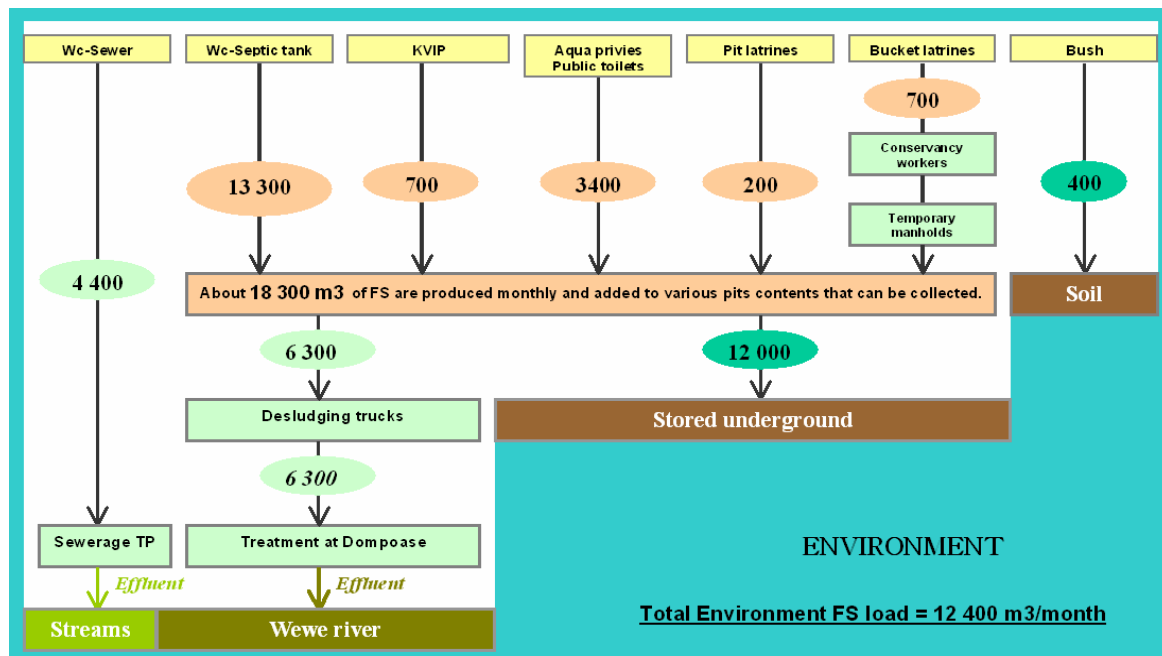 Wc-Sewer
Wc-Septic tank
KVIP
Aqua privies
Public toilets
Pit latrines
Bucket latrines
Bush
700
Conservancy
workers
13 300
700
3400
200
400
Temporary
manholds
4 400
About 18 300 m3 of FS are produced monthly and added to various pits contents that can be collected.
Soil
6 300
12 000
Desludging trucks
Stored underground
6 300
Sewerage TP
Treatment at Dompoase
ENVIRONMENT
Effluent
Effluent
Total Environment FS load = 12 400 m3/month
Streams
Wewe river